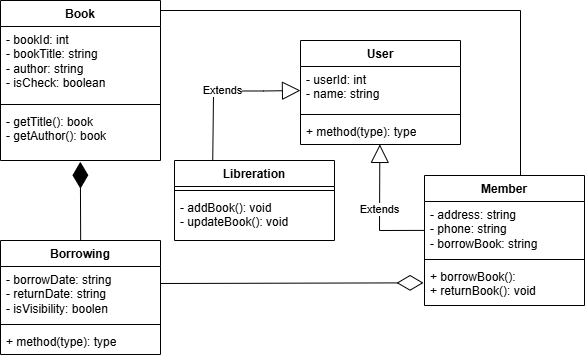 Book
- bookId: int
- bookTitle: string
- author: string
- isCheck: boolean
- getTitle(): book
- getAuthor(): book
User
- userId: int
- name: string
+ method(type): type
Extends
Libreration
- addBook(): void
- updateBook(): void
Extends
Member
- address: string
- phone: string
- borrowBook: string
+ borrowBook():
+ returnBook(): void
Borrowing
- borrowDate: string
- returnDate: string
- isVisibility: boolen
+ method(type): type